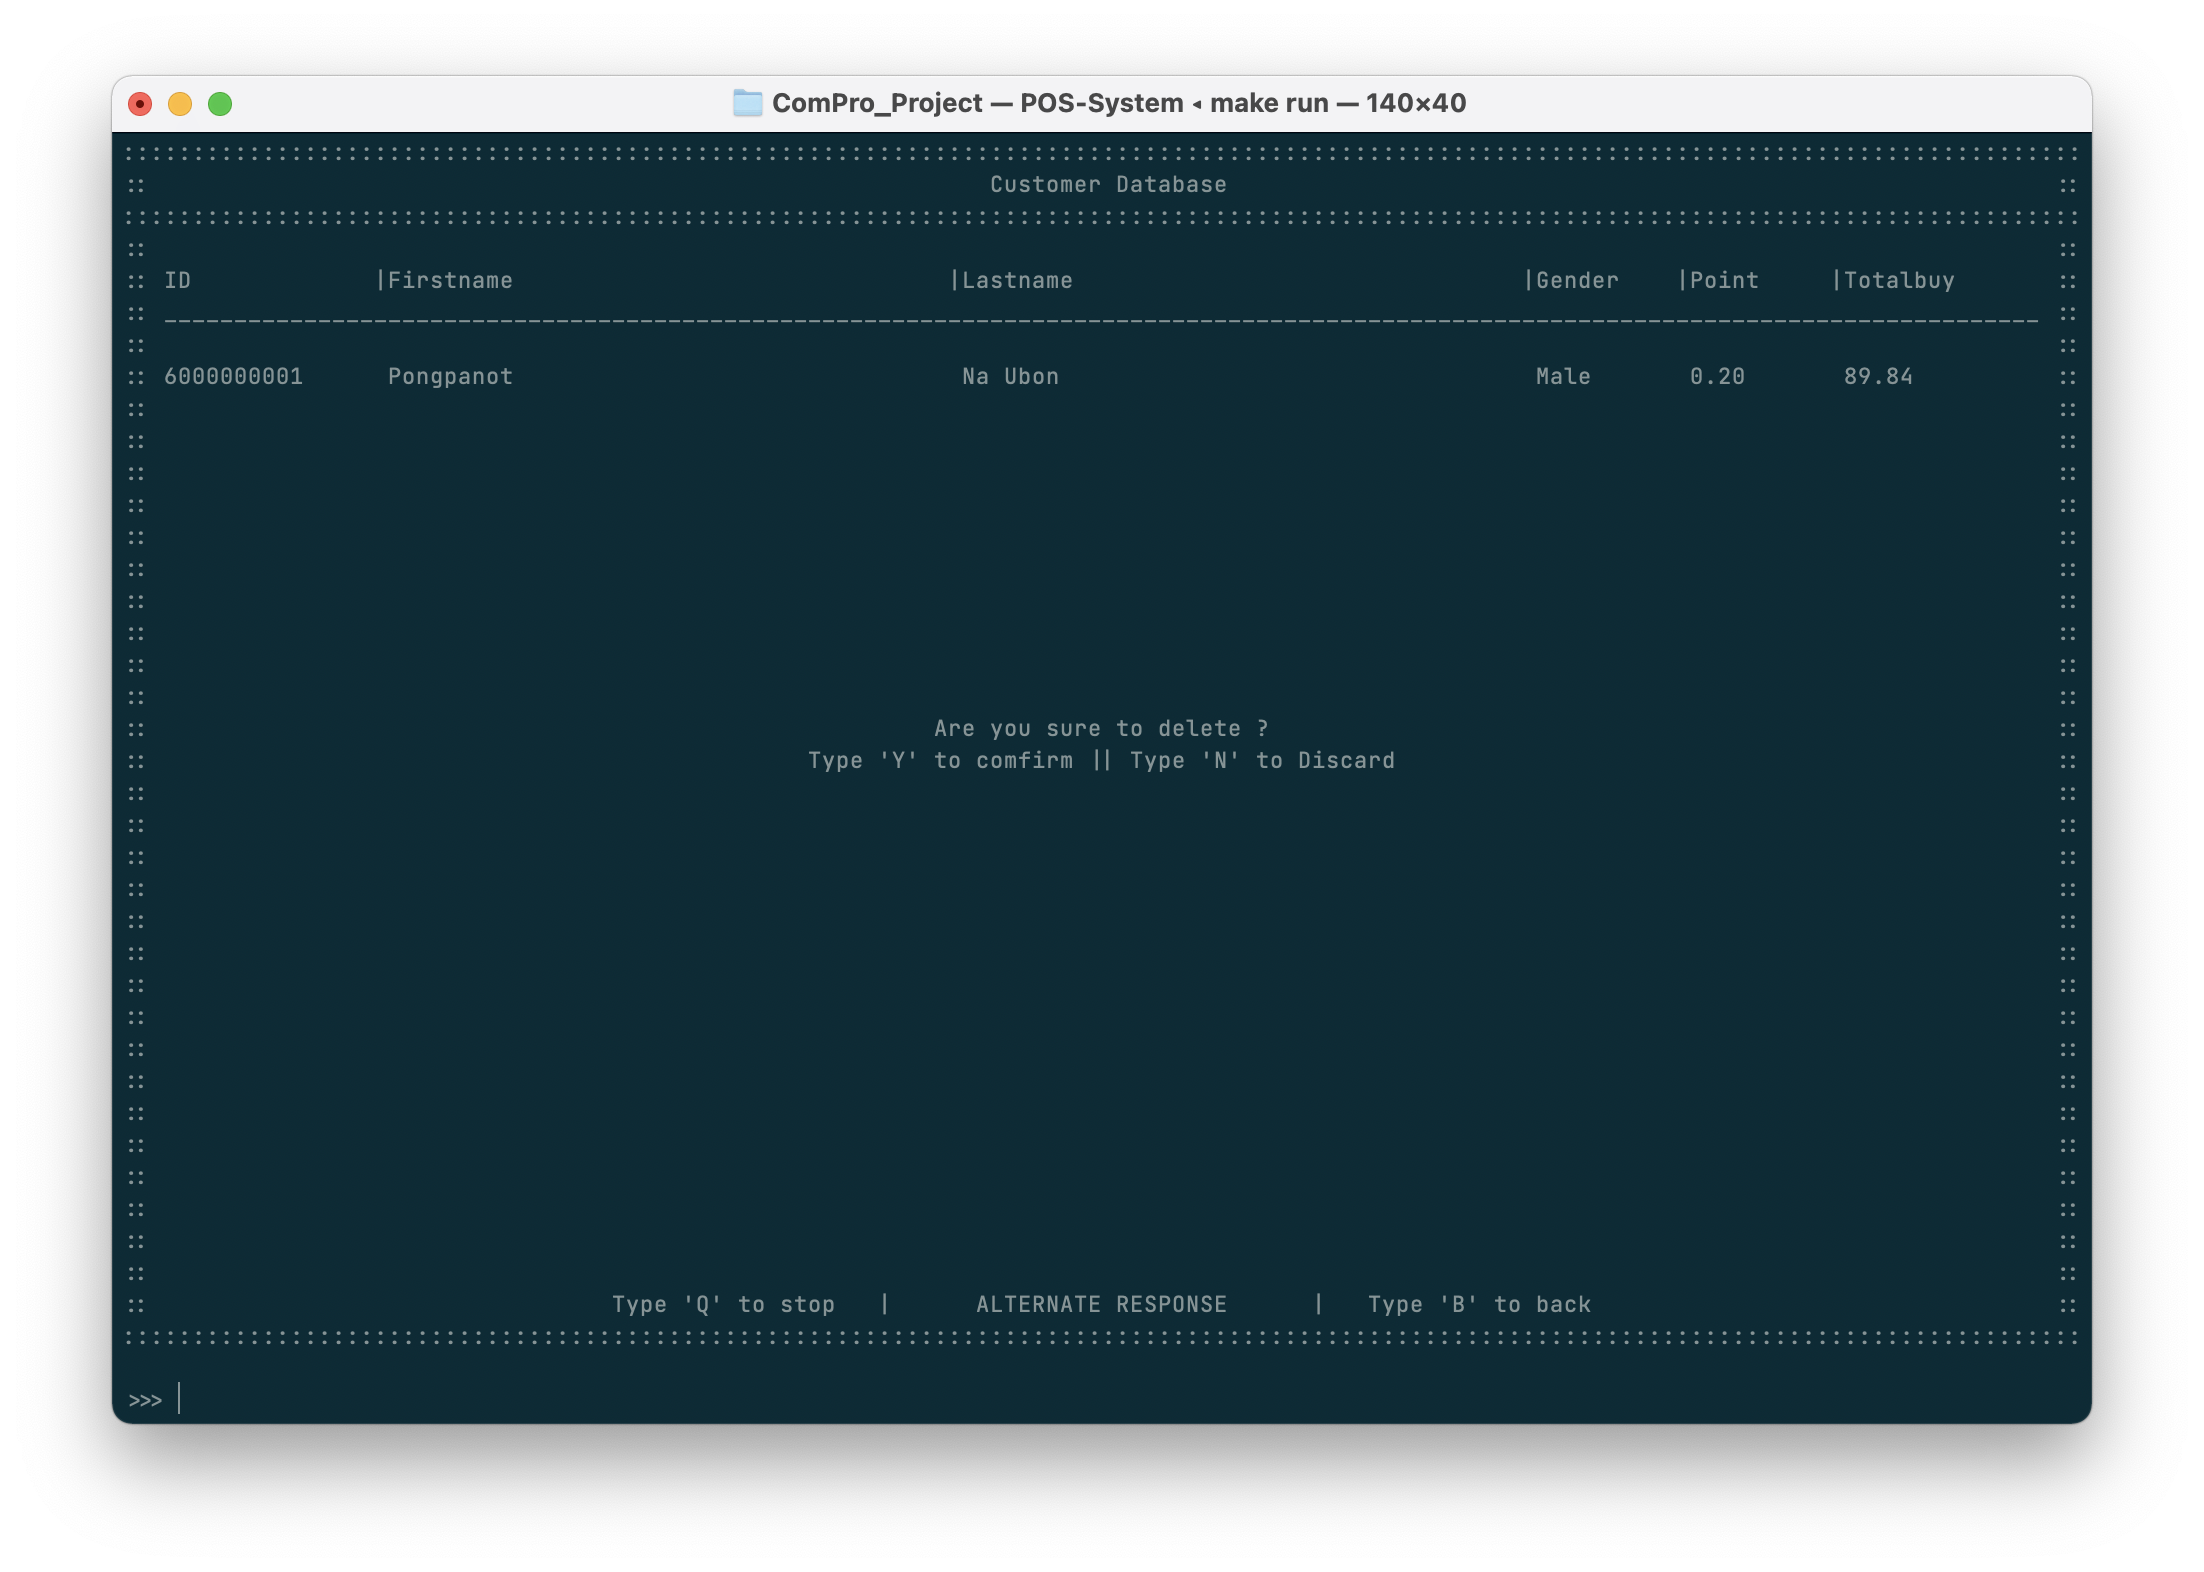 ComPro_Project — POS-System ◂ make run — 140×40
::::::::::::::::::::::::::::::::::::::::::::::::::::::::::::::::::::::::::::::::::::::::::::::::::::::::::::::::::::::::::::::::::::::::::::
:: Customer Database ::
::::::::::::::::::::::::::::::::::::::::::::::::::::::::::::::::::::::::::::::::::::::::::::::::::::::::::::::::::::::::::::::::::::::::::::
:: ID |Firstname |Lastname |Gender |Point |Totalbuy ::
:: ______________________________________________________________________________________________________________________________________ ::
:: 6000000001 Pongpanot Na Ubon Male 0.20 89.84 ::
:: Are you sure to delete ? ::
:: Type 'Y' to comfirm || Type 'N' to Discard ::
:: Type 'Q' to stop | ALTERNATE RESPONSE | Type 'B' to back ::
::::::::::::::::::::::::::::::::::::::::::::::::::::::::::::::::::::::::::::::::::::::::::::::::::::::::::::::::::::::::::::::::::::::::::::
>>>